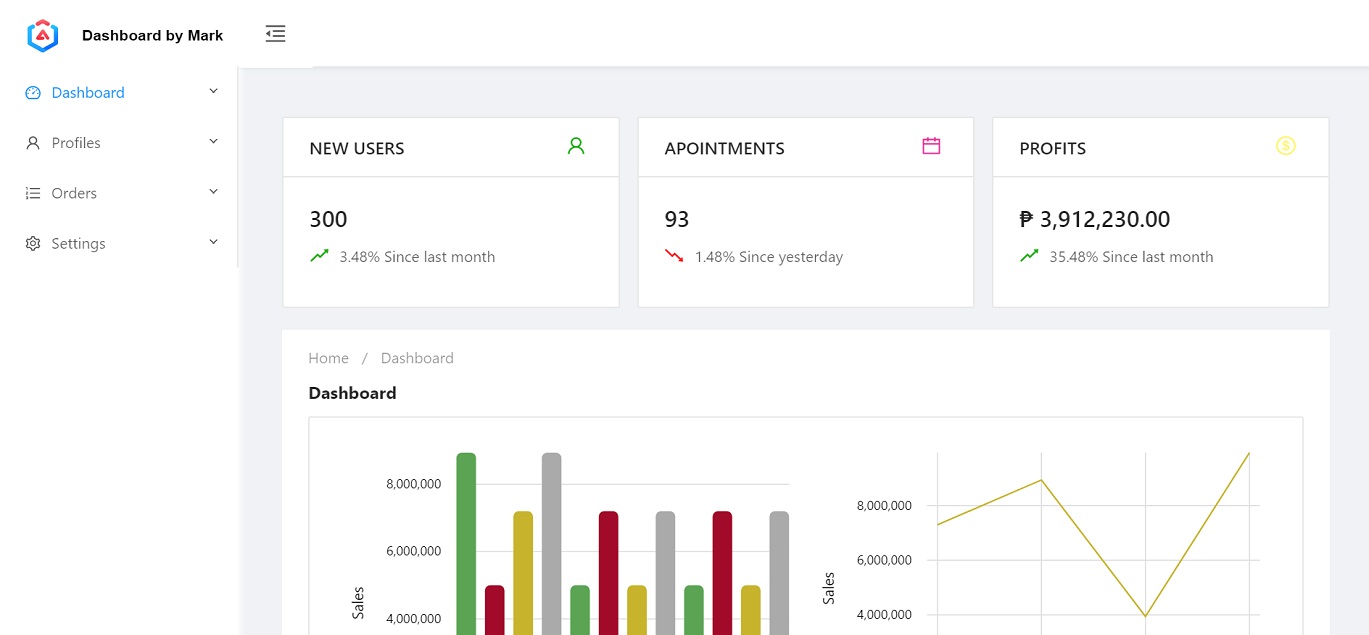 Dashboard by Mark
Dashboard
Profiles
Orders
Settings
NEW USERS
300
3.48% Since last month
APOINTMENTS
93
1.48% Since yesterday
PROFITS
$
₱ 3,912,230.00
35.48% Since last month
Home / Dashboard
Dashboard
8,000,000
6,000,000
4,000,000
Sales
8,000,000
6,000,000
4,000,000
Sales